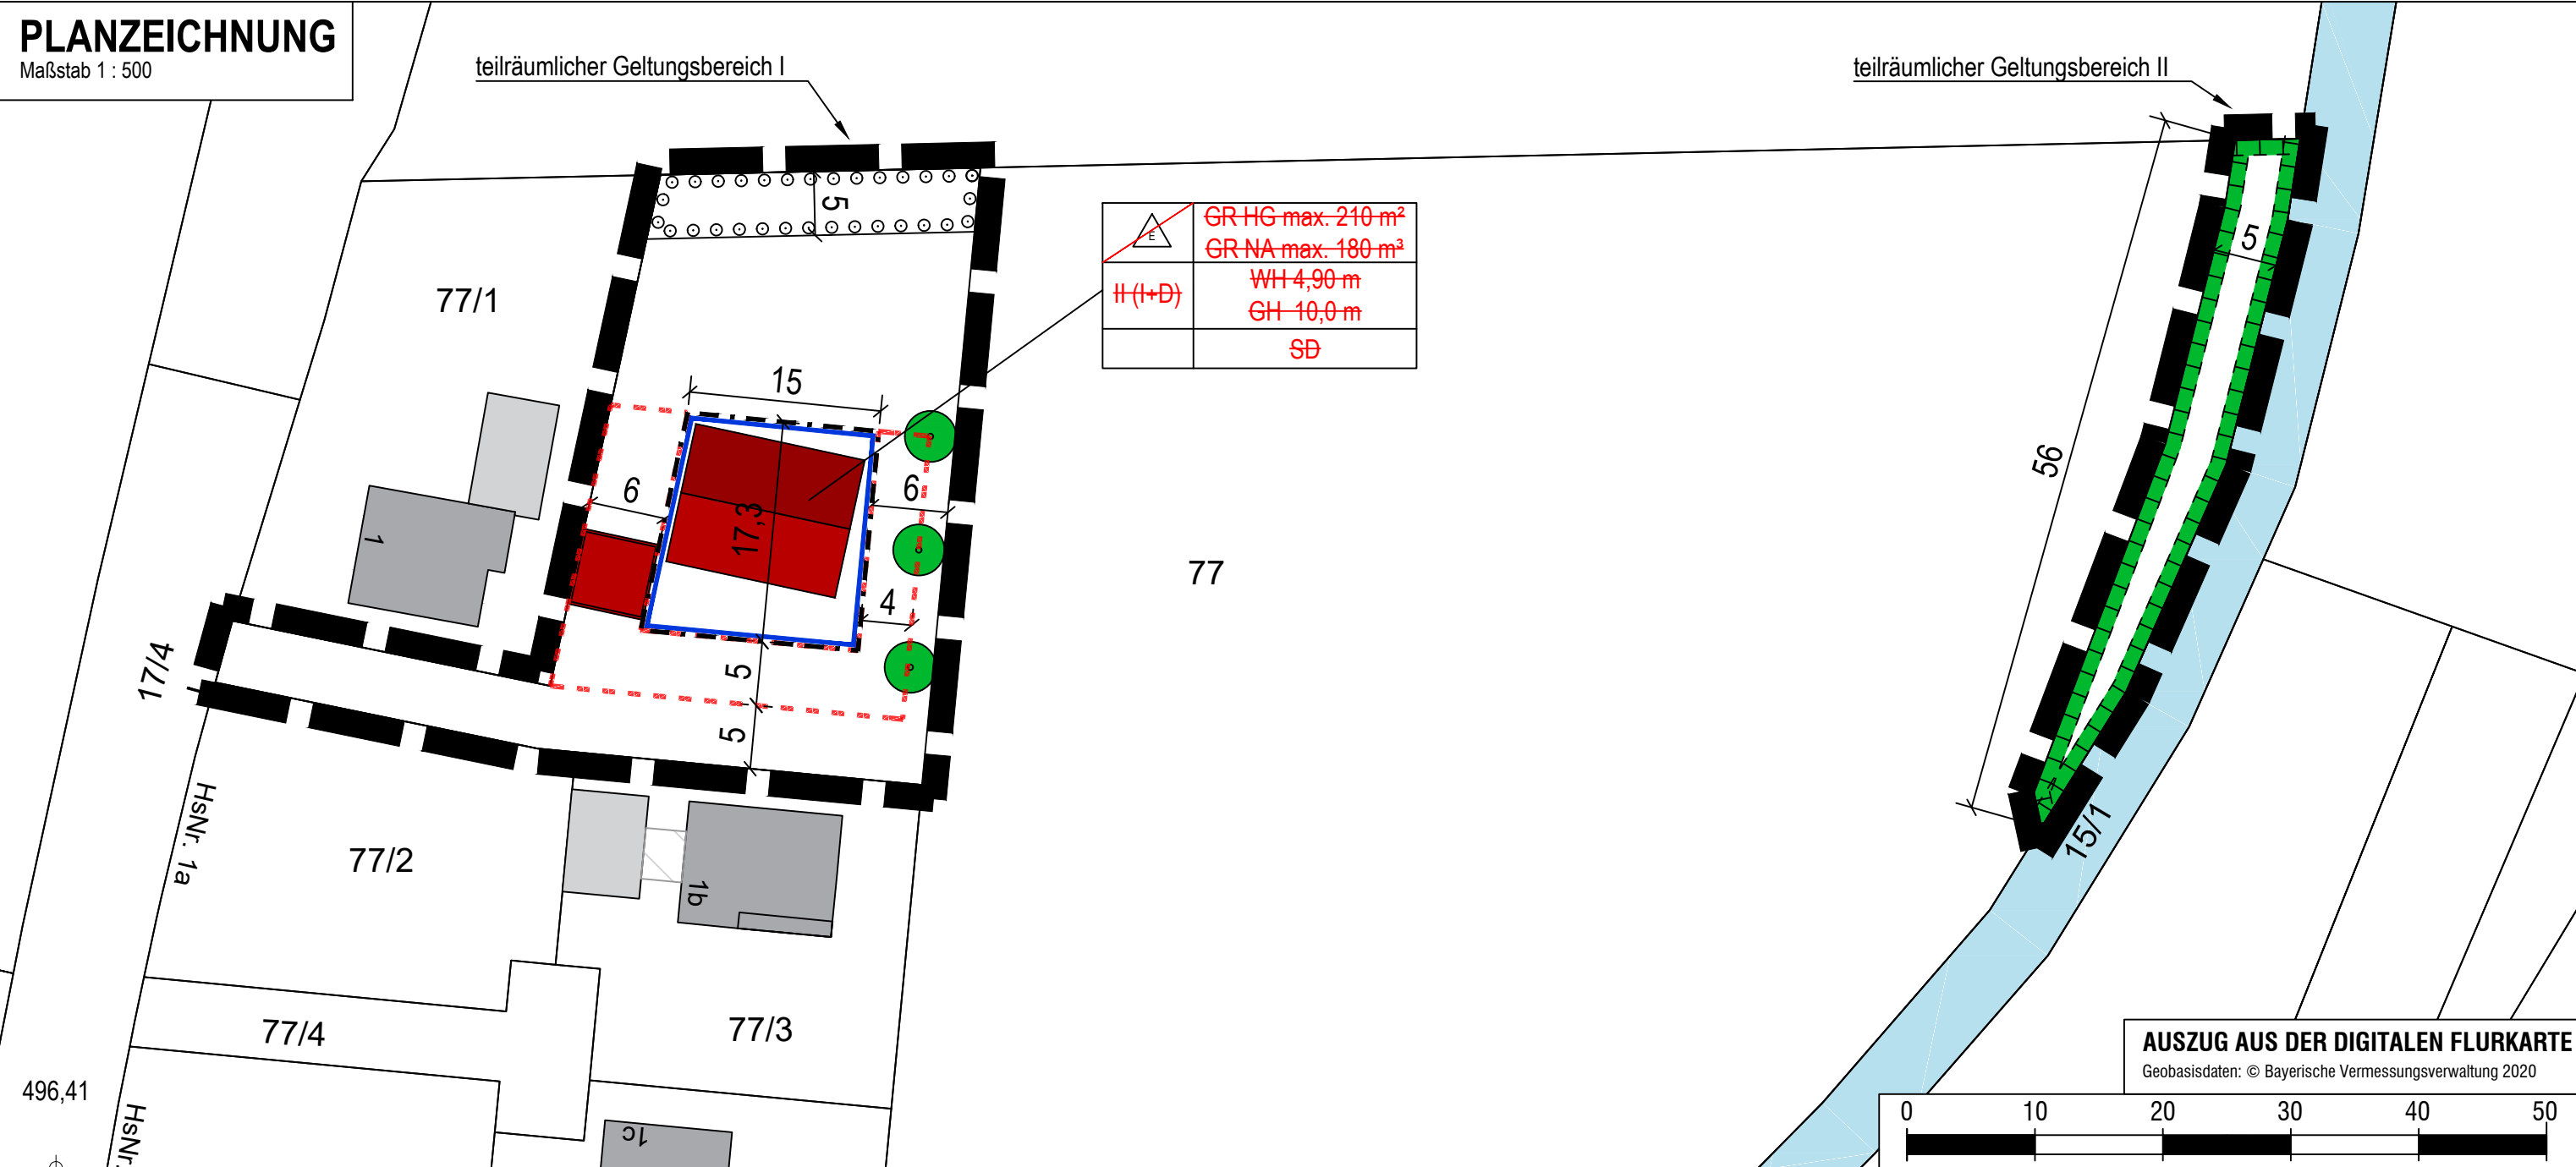 PLANZEICHNUNG
Maßstab 1 : 500
teilräumlicher Geltungsbereich I
teilräumlicher Geltungsbereich II
5
E
GR HG max. 210 m²
GR NA max. 180 m³
II (I+D)
WH 4,90 m
GH 10,0 m
SD
77/1
15
6
17,3
6
4
5
5
1
77
56
5
17/4
HsNr. 1a
77/2
1b
15/1
77/4
77/3
496,41
HsNr.
1c
AUSZUG AUS DER DIGITALEN FLURKARTE
Geobasisdaten: © Bayerische Vermessungsverwaltung 2020
0 10 20 30 40 50